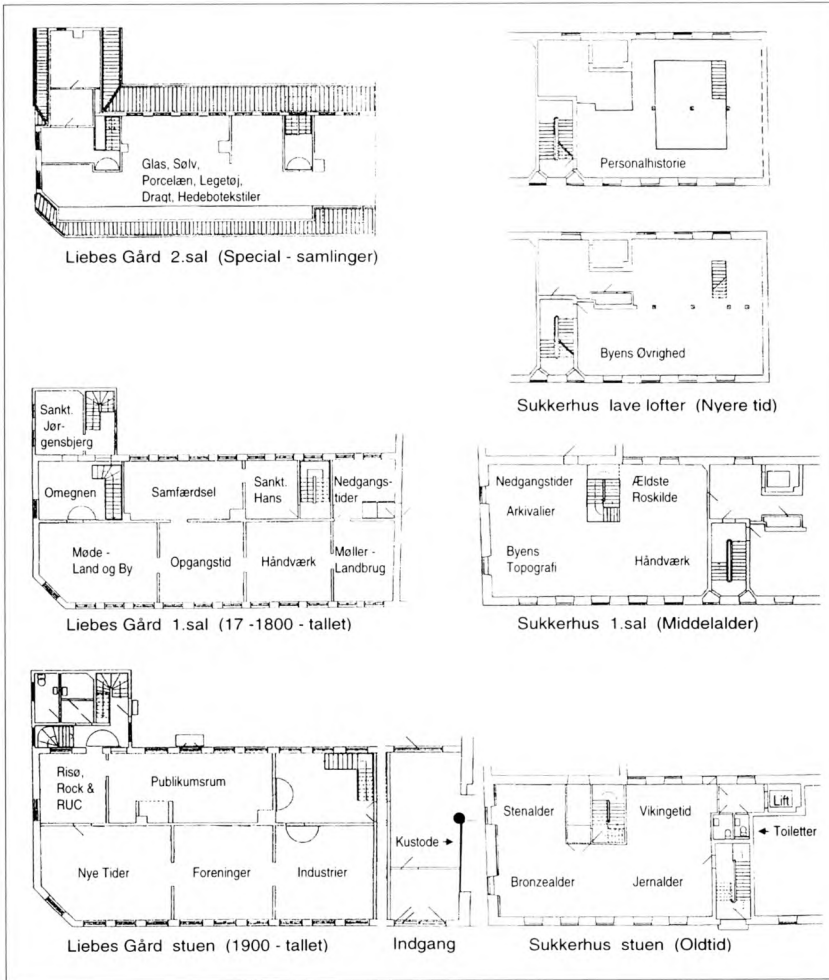 Glas, Sølv,
Porcelæn, Legetøj,
Dragt, Hedebotekstiler
Liebes Gård 2.sal (Special - samlinger)
Personalhistorie
Byens Øvrighed
Sukkerhus lave lofter (Nyere tid)
Sankt.
Jør-
gensbjerg
Omegnen
Samfærdsel
Sankt.
Hans
Nedgangs-
tider
Møde -
Land og By
Opgangstid
Håndværk
Møller -
Landbrug
Liebes Gård 1.sal (17 -1800 - tallet)
Nedgangstider
Ældste
Roskilde
Arkivalier
Byens
Topografi
Håndværk
Sukkerhus 1.sal (Middelalder)
Risø,
Rock &
RUC
Publikumsrum
Nye Tider
Foreninger
Industrier
Liebes Gård stuen (1900 - tallet)
Kustode
Indgang
Stenalder
Vikingetid
Lift
Toiletter
Bronzealder
Jernalder
Sukkerhus stuen (Oldtid)